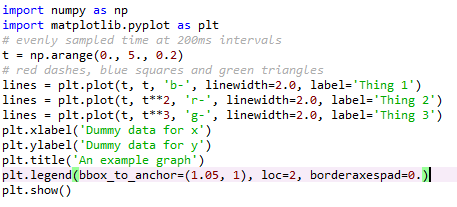 import numpy as np
import matplotlib.pyplot as plt
# evenly sampled time at 200ms intervals
t = np.arange(0., 5., 0.2)
# red dashes, blue squares and green triangles
lines = plt.plot(t, t, 'b-', linewidth=2.0, label='Thing 1')
lines = plt.plot(t, t**2, 'r-', linewidth=2.0, label='Thing 2')
lines = plt.plot(t, t**3, 'g-', linewidth=2.0, label='Thing 3')
plt.xlabel('Dummy data for x')
plt.ylabel('Dummy data for y')
plt.title('An example graph')
plt.legend(bbox_to_anchor=(1.05, 1), loc=2, borderaxespad=0.)
plt.show()